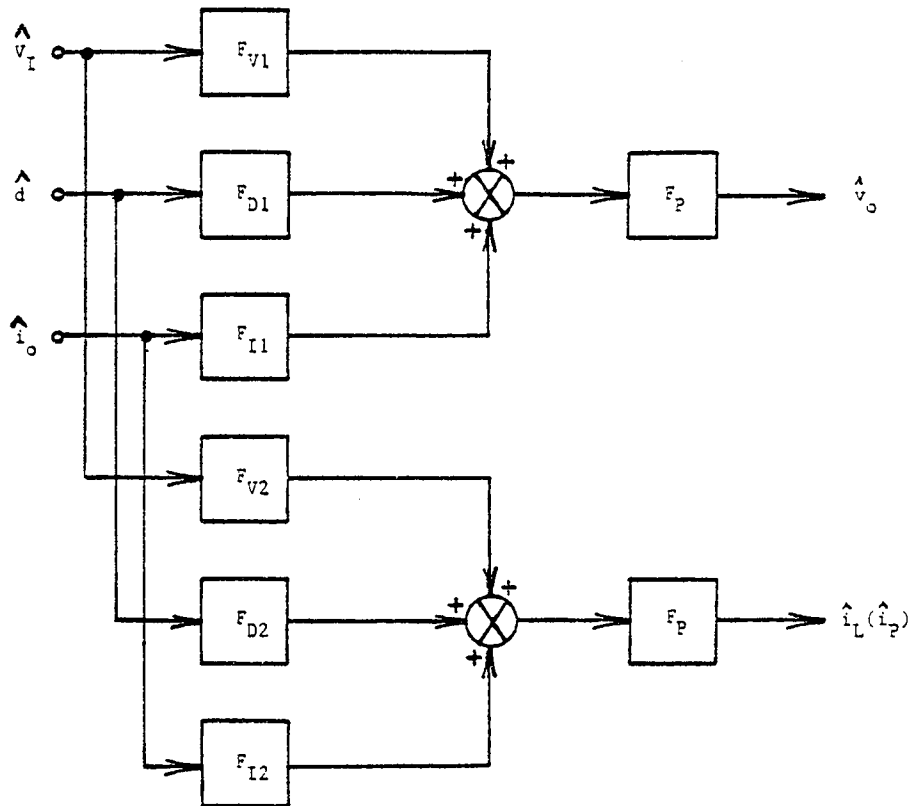 v̂_I
F_V1
+
d̂
F_D1
+
F_P
v̂_o
+
î_o
F_I1
F_V2
+
F_D2
+
F_P
î_L(î_P)
+
F_I2